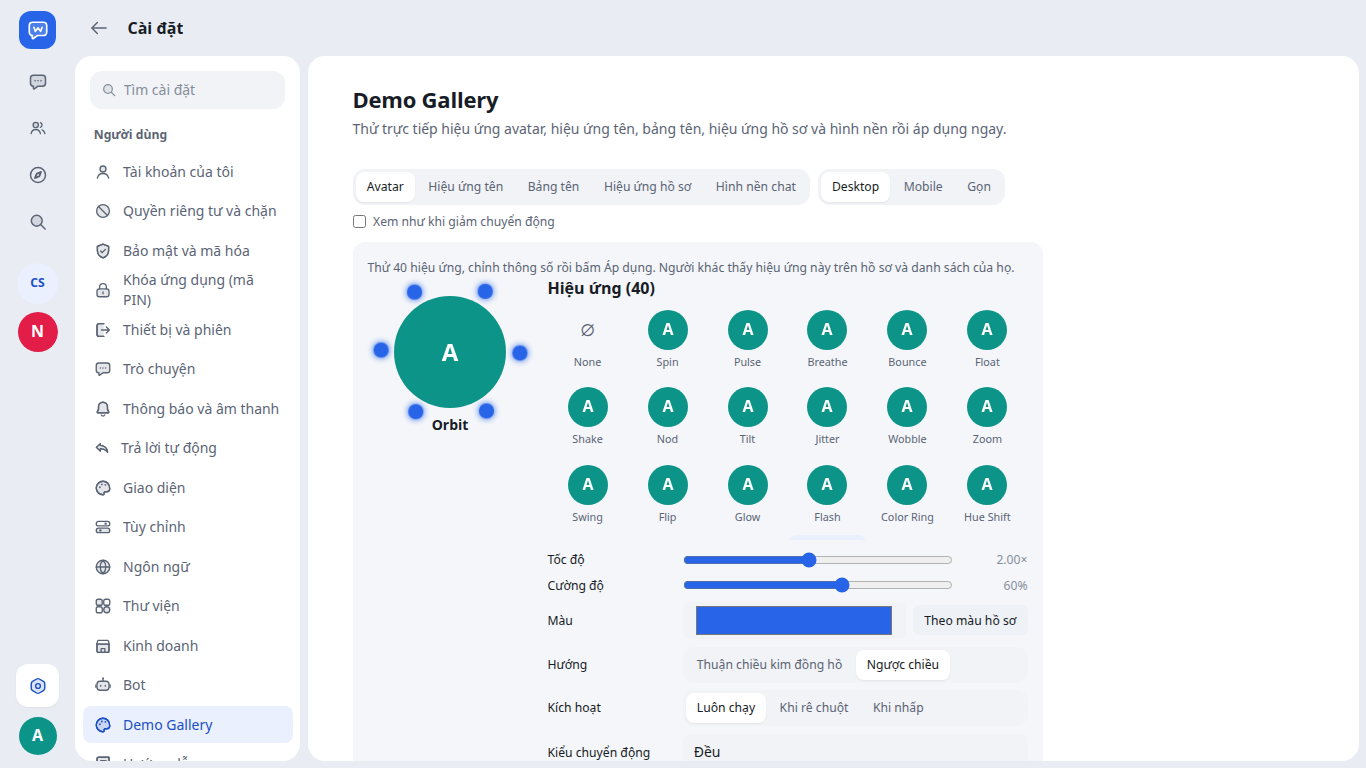 Cài đặt
Tìm cài đặt
Người dùng
Tài khoản của tôi
Quyền riêng tư và chặn
Bảo mật và mã hóa
Khóa ứng dụng (mã
PIN)
Thiết bị và phiên
Trò chuyện
Thông báo và âm thanh
Trả lời tự động
Giao diện
Tùy chỉnh
Ngôn ngữ
Thư viện
Kinh doanh
Bot
Demo Gallery
CS
N
A
Demo Gallery
Thử trực tiếp hiệu ứng avatar, hiệu ứng tên, bảng tên, hiệu ứng hồ sơ và hình nền rồi áp dụng ngay.
Avatar Hiệu ứng tên Bảng tên Hiệu ứng hồ sơ Hình nền chat Desktop Mobile Gọn
Xem như khi giảm chuyển động
Thử 40 hiệu ứng, chỉnh thông số rồi bấm Áp dụng. Người khác thấy hiệu ứng này trên hồ sơ và danh sách của họ.
A
Orbit
Hiệu ứng (40)
A A A A A
None Spin Pulse Breathe Bounce Float
A A A A A A
Shake Nod Tilt Jitter Wobble Zoom
A A A A A A
Swing Flip Glow Flash Color Ring Hue Shift
Tốc độ 2.00×
Cường độ 60%
Màu Theo màu hồ sơ
Hướng Thuận chiều kim đồng hồ Ngược chiều
Kích hoạt Luôn chạy Khi rê chuột Khi nhấp
Kiểu chuyển động Đều